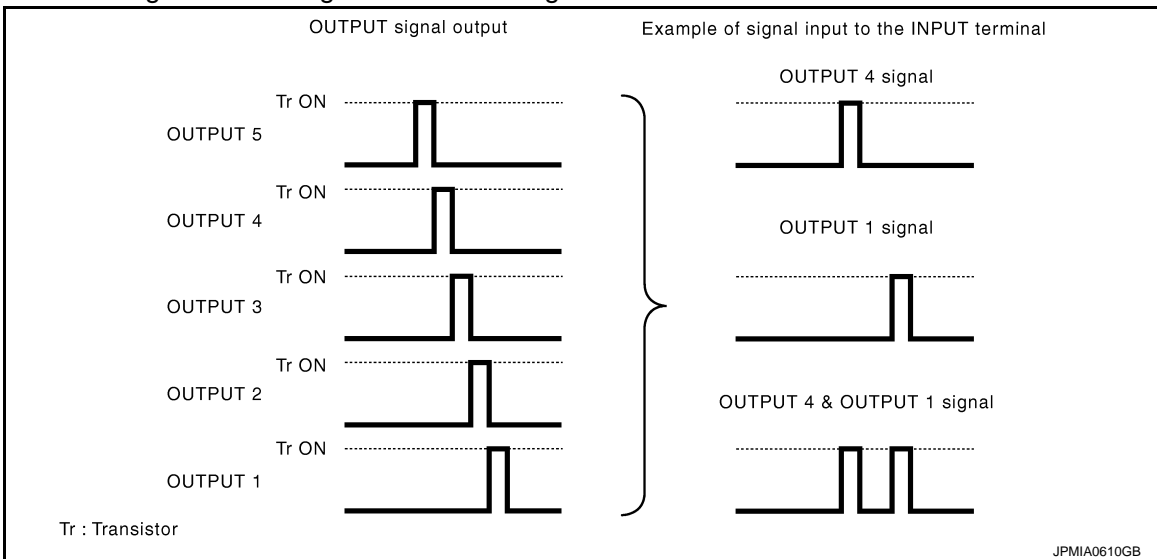 OUTPUT signal output
Example of signal input to the INPUT terminal
OUTPUT 5
Tr ON
OUTPUT 4
Tr ON
OUTPUT 3
Tr ON
OUTPUT 2
Tr ON
OUTPUT 1
Tr ON
OUTPUT 4 signal
OUTPUT 1 signal
OUTPUT 4 & OUTPUT 1 signal
Tr : Transistor
JPMIA0610GB